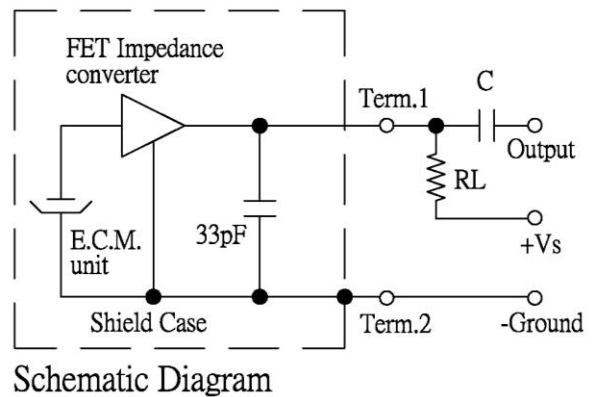 FET Impedance
converter
Term.1
C
Output
RL
+Vs
E.C.M.
unit
33pF
Shield Case
Term.2
-Ground
Schematic Diagram